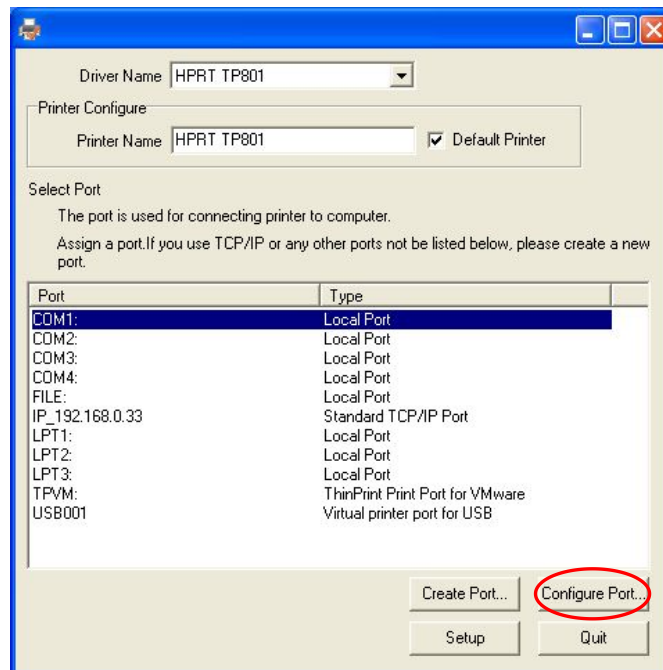 Driver Name HPRT TP801
Printer Configure
Printer Name HPRT TP801 Default Printer
Select Port
The port is used for connecting printer to computer.
Assign a port.If you use TCP/IP or any other ports not be listed below, please create a new
port.
Port Type
COM1: Local Port
COM2: Local Port
COM3: Local Port
COM4: Local Port
FILE: Local Port
IP_192.168.0.33 Standard TCP/IP Port
LPT1: Local Port
LPT2: Local Port
LPT3: Local Port
TPVM: ThinPrint Print Port for VMware
USB001 Virtual printer port for USB
Create Port... Configure Port...
Setup Quit